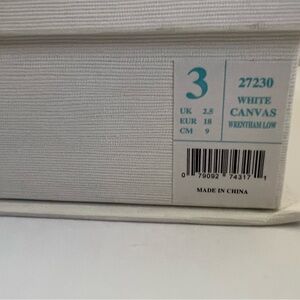 3
UK 2.5
EUR 18
CM 9
27230
WHITE
CANVAS
WRENTHAM LOW
0 79092 74317 1
MADE IN CHINA